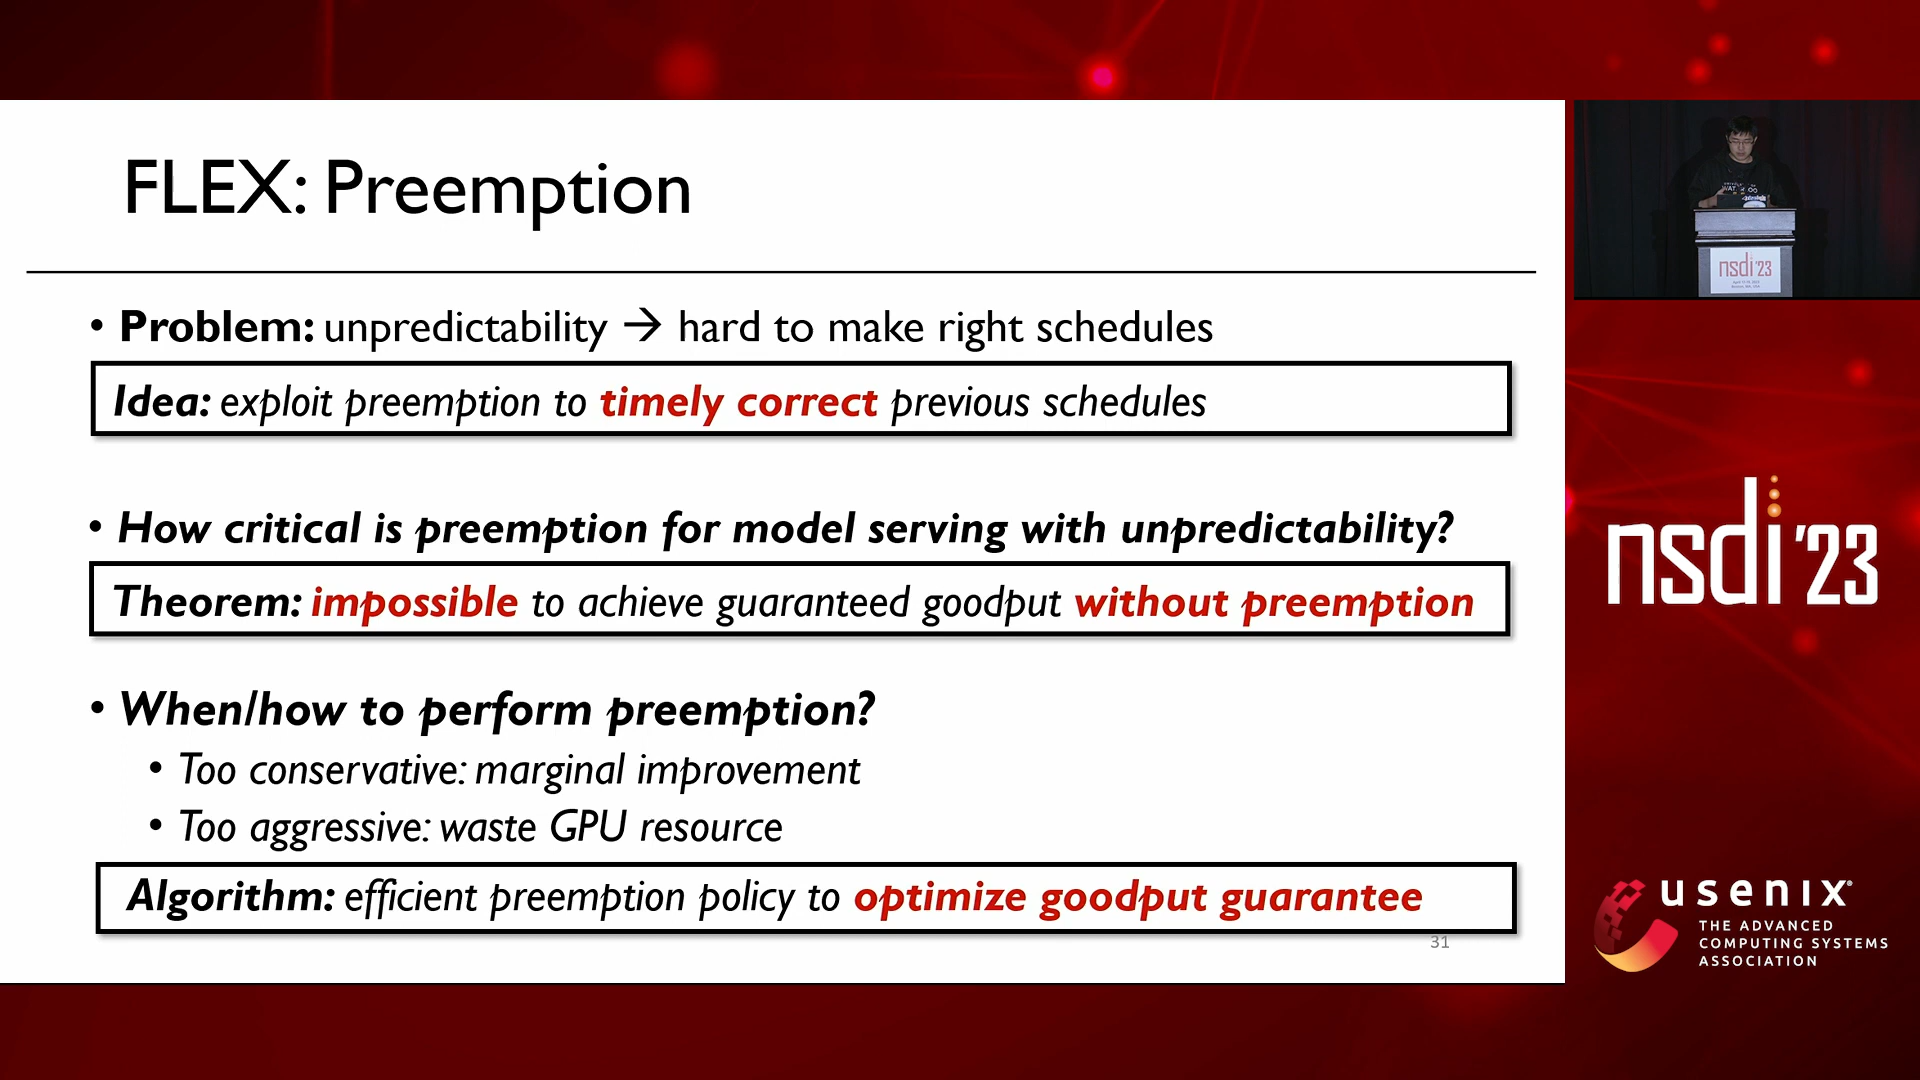 FLEX: Preemption
• Problem: unpredictability → hard to make right schedules
Idea: exploit preemption to timely correct previous schedules
• How critical is preemption for model serving with unpredictability?
Theorem: impossible to achieve guaranteed goodput without preemption
• When/how to perform preemption?
• Too conservative: marginal improvement
• Too aggressive: waste GPU resource
Algorithm: efficient preemption policy to optimize goodput guarantee
31
nsdi '23
nsdi '23
usenix®
THE ADVANCED
COMPUTING SYSTEMS
ASSOCIATION